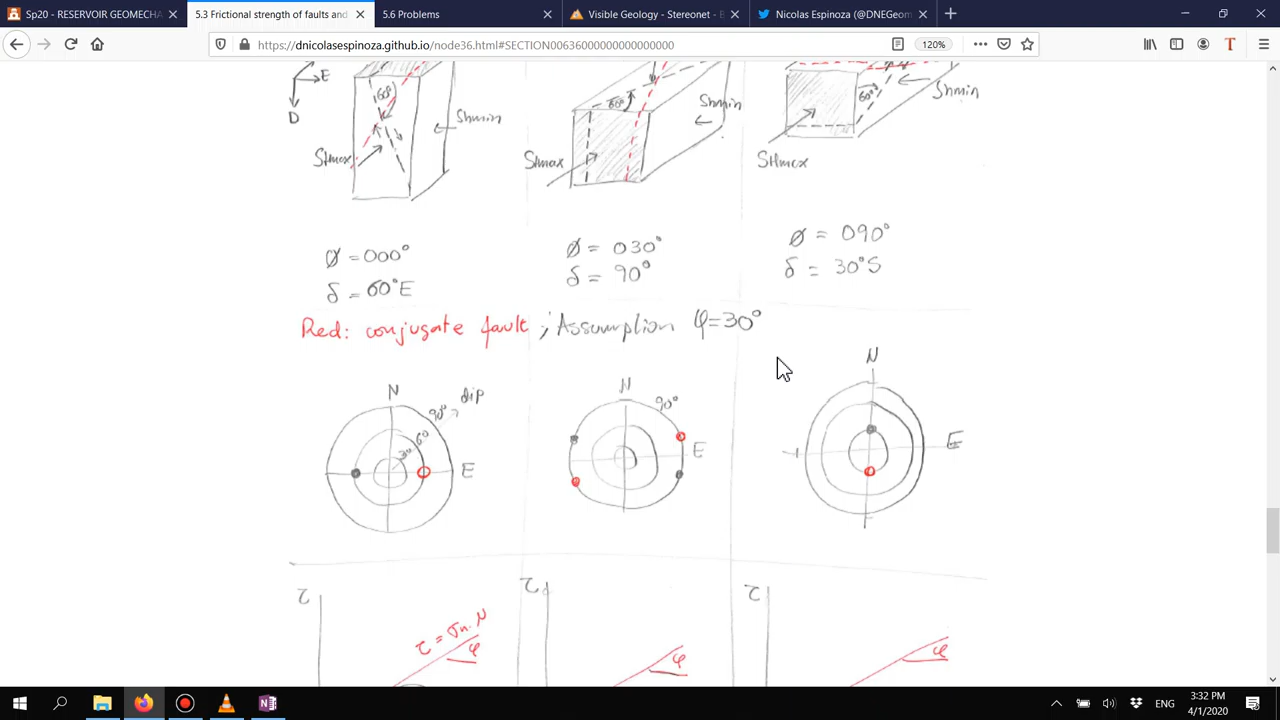 Sp20 - RESERVOIR GEOMECHA
5.3 Frictional strength of faults and
5.6 Problems
Visible Geology - Stereonet - B
Nicolas Espinoza (@DNEGeom
https://dnicolasespinoza.github.io/node36.html#SECTION00636000000000000000
120%
E
D
60°
Shmin
SHmax
60°
Shmin
SHmax
60°
Shmin
SHmax
φ = 000°
δ = 60°E
φ = 030°
δ = 90°
φ = 090°
δ = 30°S
Red: conjugate fault ; Assumption φ=30°
N
90°
dip
60
30
E
N
90°
E
N
E
τ
τ = σn. μ
φ
τ
φ
τ
φ
ENG
3:32 PM
4/1/2020